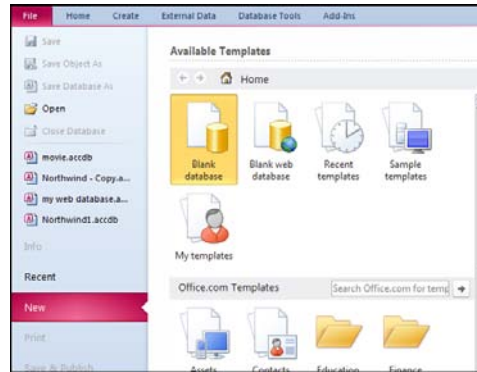 File Home Create External Data Database Tools Add-Ins
Save
Save Object As
Save Database As
Open
Close Database
movie.accdb
Northwind - Copy.a...
my web database.a...
Northwind1.accdb
Info
Recent
New
Print
Save & Publish
Available Templates
Home
Blank database
Blank web database
Recent templates
Sample templates
My templates
Office.com Templates
Search Office.com for temp
Assets
Contacts
Education
Finance